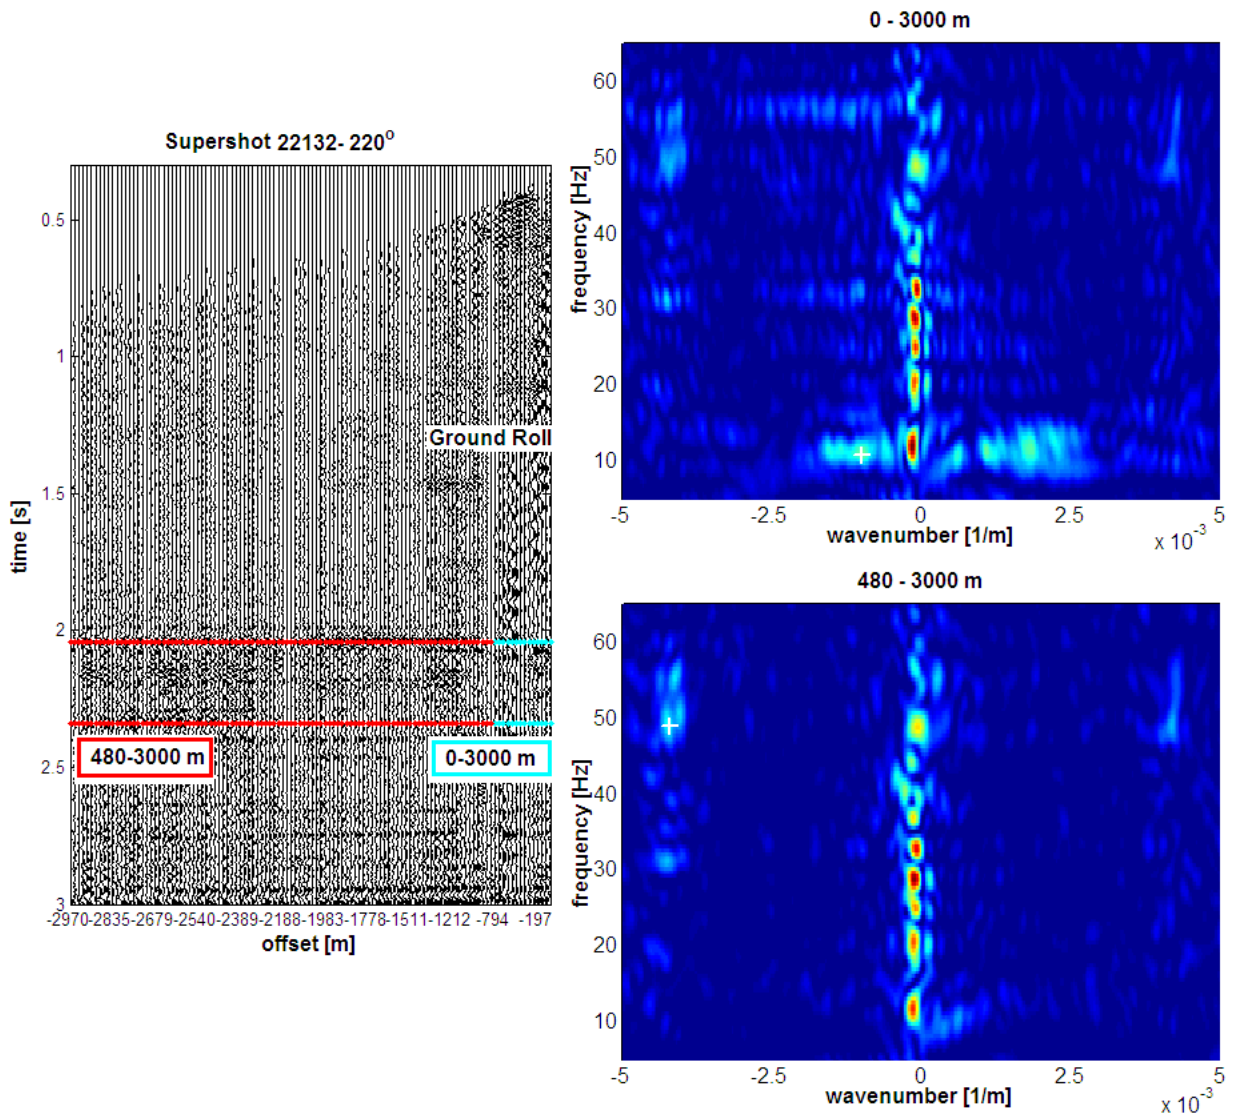 Supershot 22132- 220o
0.5
1
1.5
2
2.5
3
time [s]
Ground Roll
480-3000 m
0-3000 m
-2970-2835-2679-2540-2389-2188-1983-1778-1511-1212 -794 -197
offset [m]
0 - 3000 m
60
50
40
30
20
10
frequency [Hz]
-5 -2.5 0 2.5 5
wavenumber [1/m]
x 10-3
480 - 3000 m
60
50
40
30
20
10
frequency [Hz]
-5 -2.5 0 2.5 5
wavenumber [1/m]
x 10-3